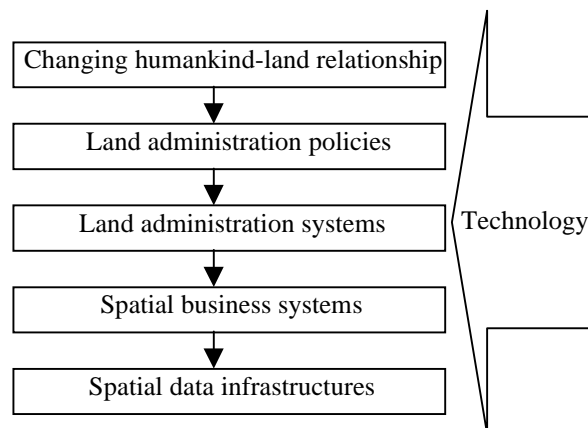 Changing humankind-land relationship
Land administration policies
Land administration systems
Technology
Spatial business systems
Spatial data infrastructures